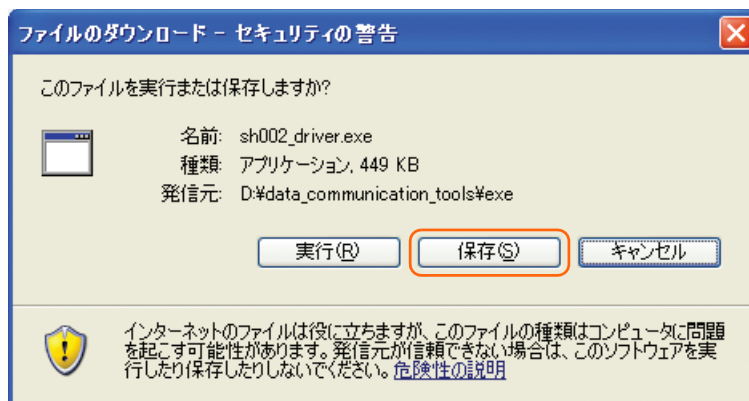 ファイルのダウンロード - セキュリティの警告
このファイルを実行または保存しますか?
名前: sh002_driver.exe
種類: アプリケーション, 449 KB
発信元: D:¥data_communication_tools¥exe
実行(R) 保存(S) キャンセル
インターネットのファイルは役に立ちますが、このファイルの種類はコンピュータに問題
を起こす可能性があります。発信元が信頼できない場合は、このソフトウェアを実
行したり保存したりしないでください。危険性の説明